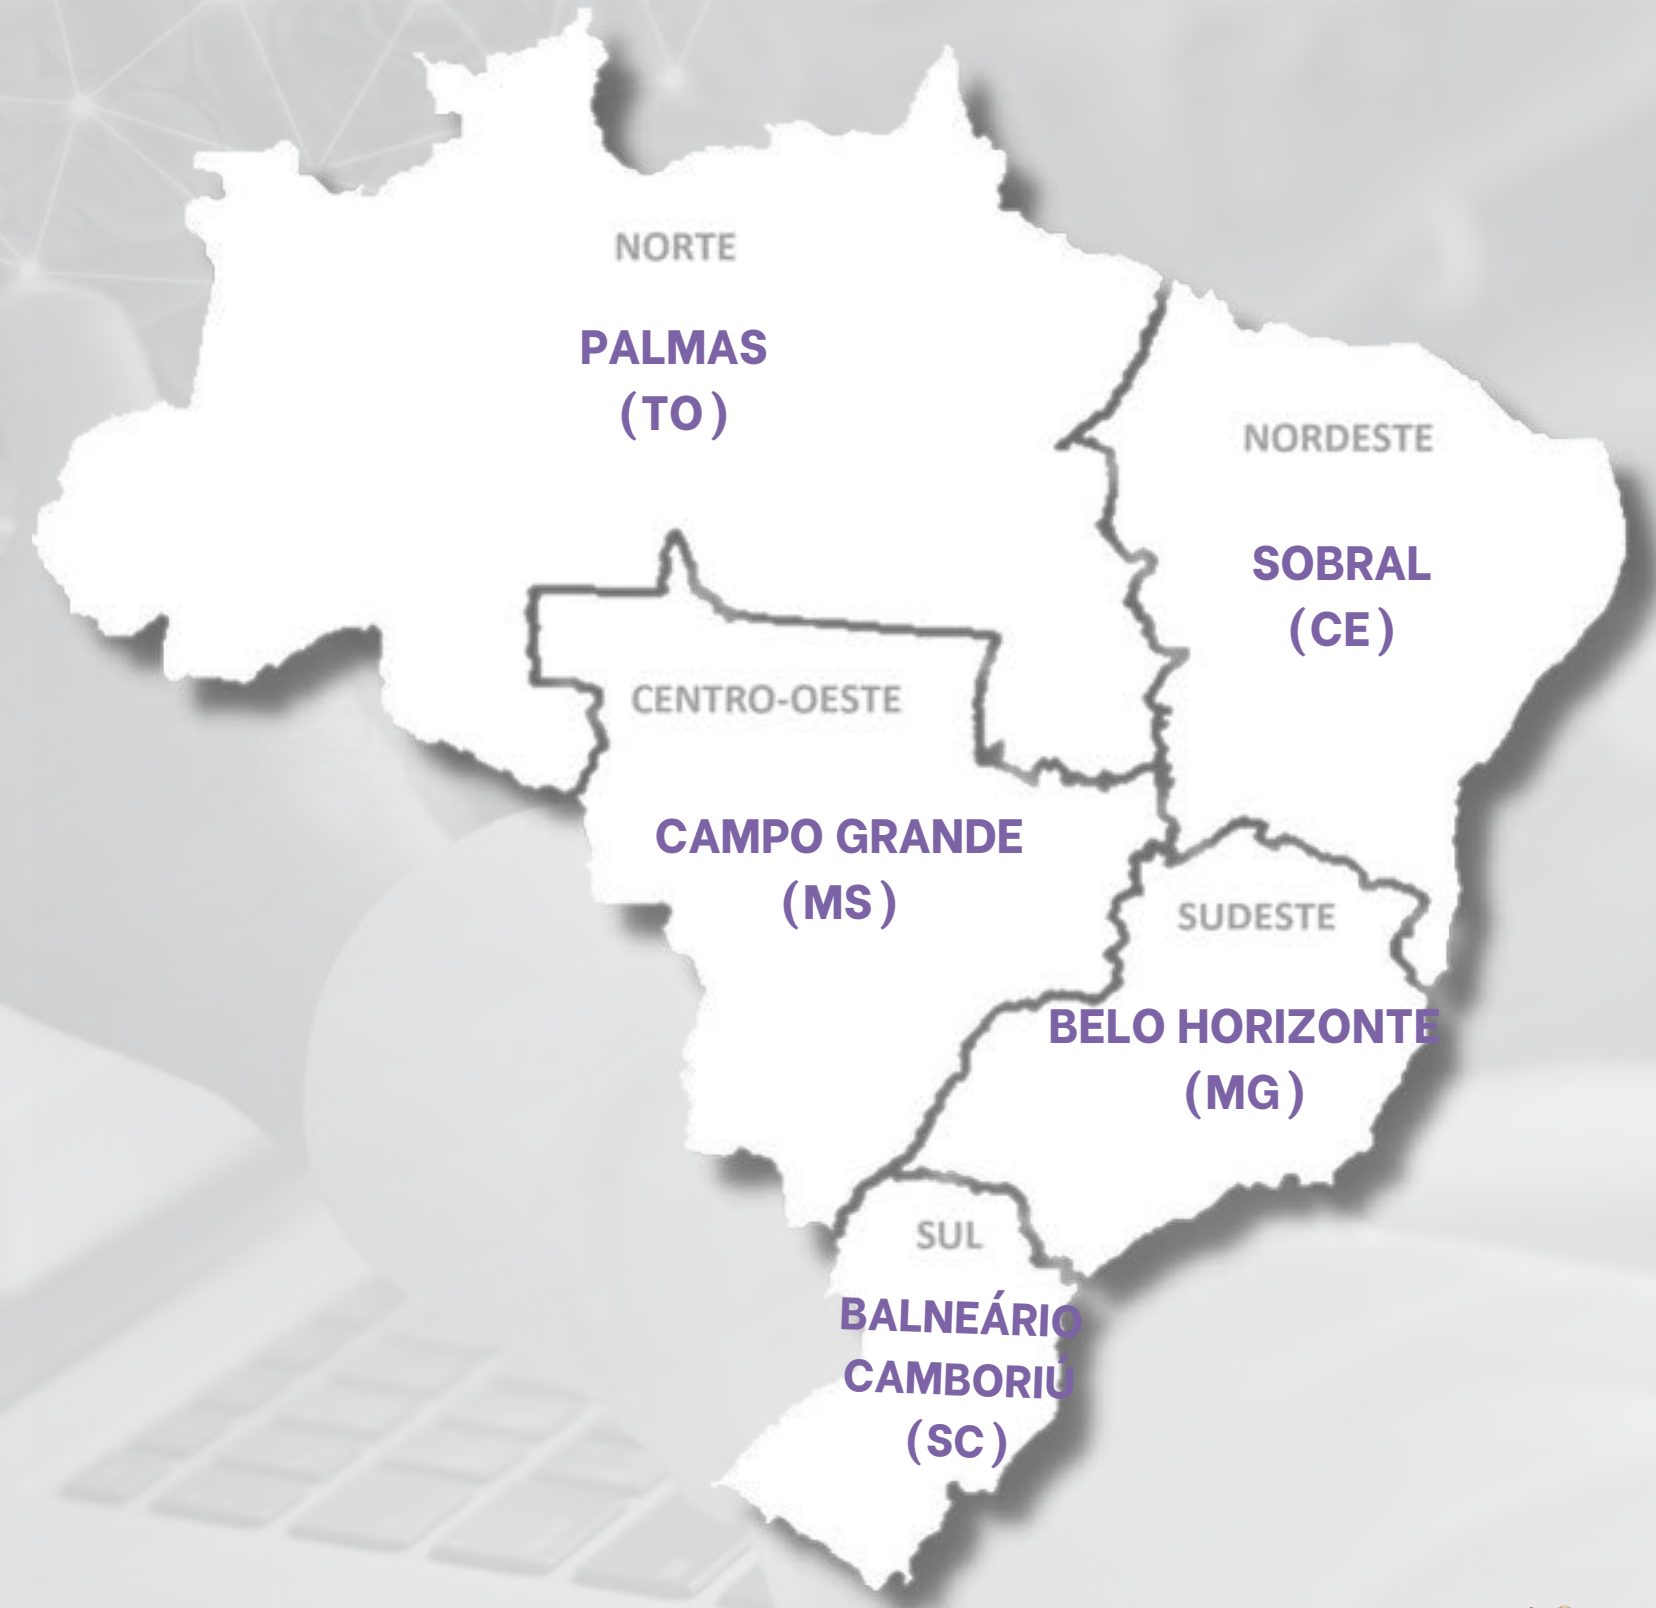 NORTE
PALMAS
(TO)
NORDESTE
SOBRAL
(CE)
CENTRO-OESTE
CAMPO GRANDE
(MS)
SUDESTE
BELO HORIZONTE
(MG)
SUL
BALNEÁRIO
CAMBORIÚ
(SC)